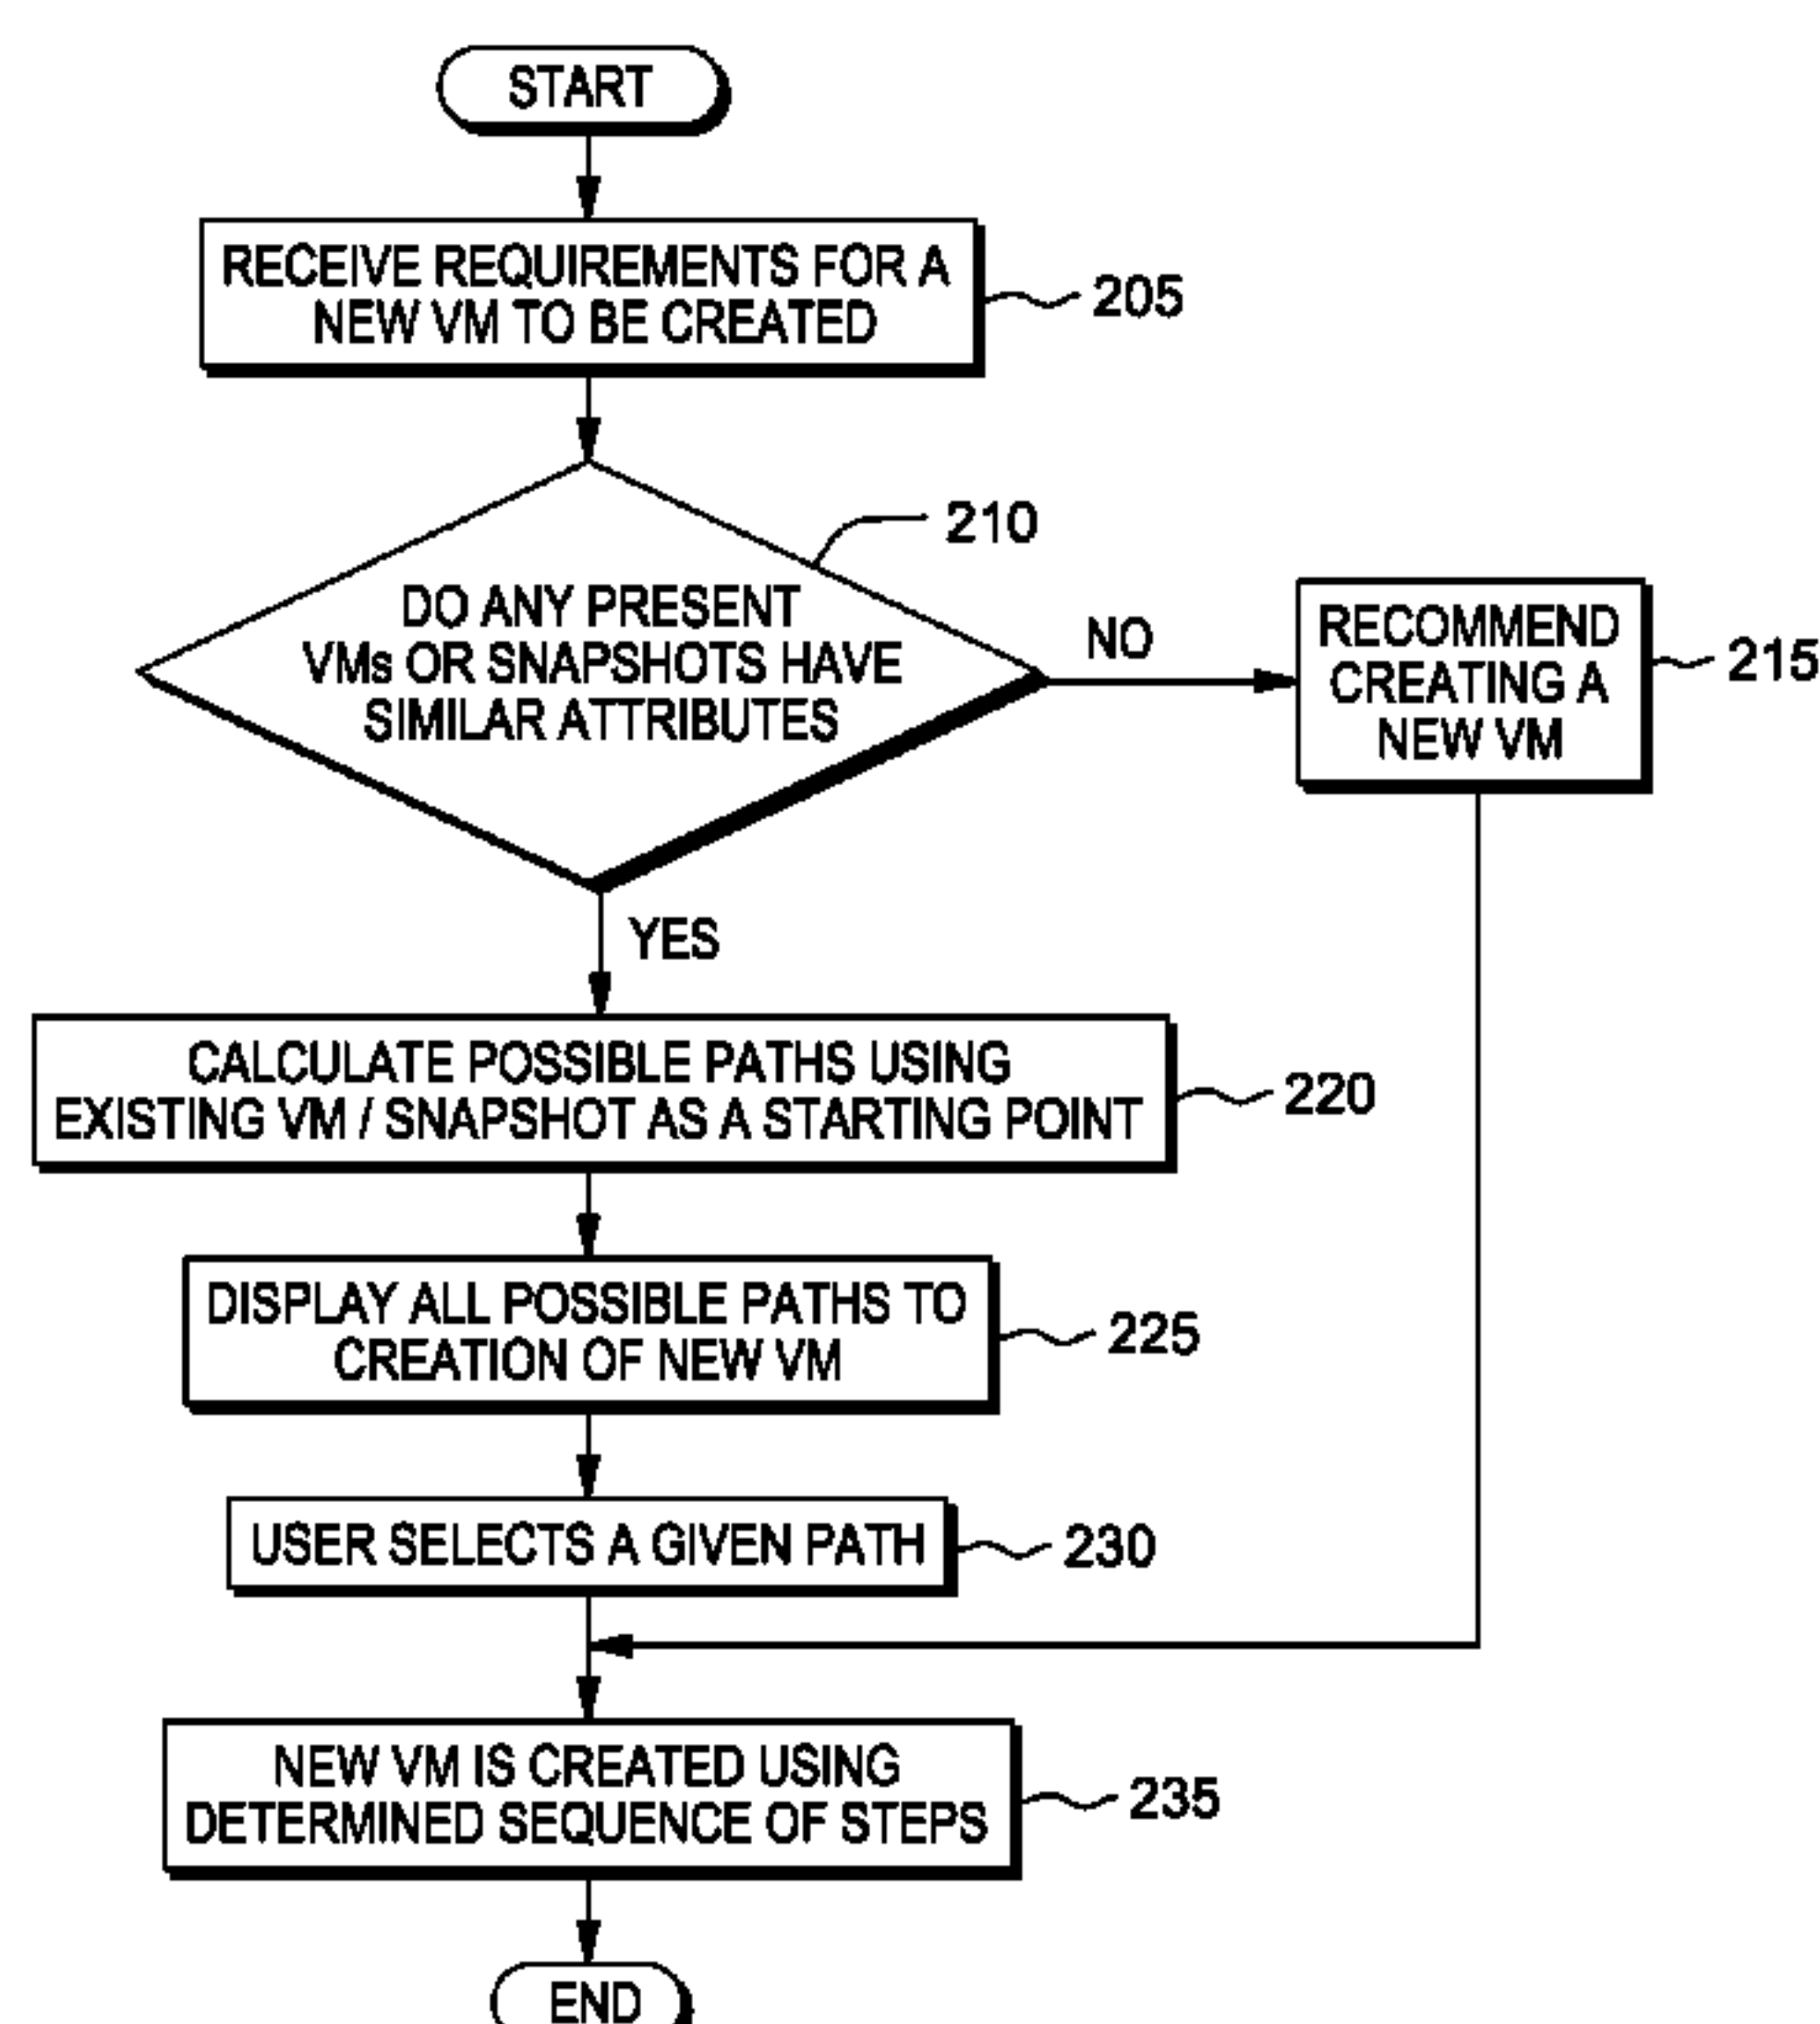 START
RECEIVE REQUIREMENTS FOR A
NEW VM TO BE CREATED
205
210
DO ANY PRESENT
VMs OR SNAPSHOTS HAVE
SIMILAR ATTRIBUTES
NO
RECOMMEND
CREATING A
NEW VM
215
YES
CALCULATE POSSIBLE PATHS USING
EXISTING VM / SNAPSHOT AS A STARTING POINT
220
DISPLAY ALL POSSIBLE PATHS TO
CREATION OF NEW VM
225
USER SELECTS A GIVEN PATH
230
NEW VM IS CREATED USING
DETERMINED SEQUENCE OF STEPS
235
END